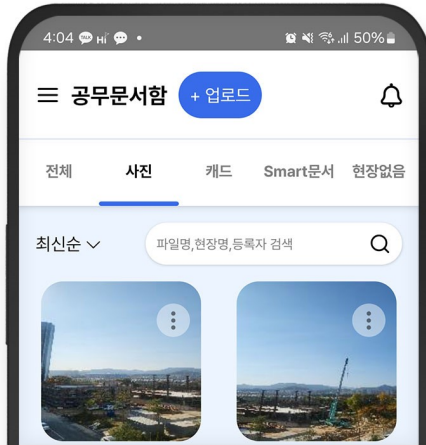 4:04 TALK Hi 50%
공무문서함 + 업로드
전체 사진 캐드 Smart문서 현장없음
최신순 파일명,현장명,등록자 검색